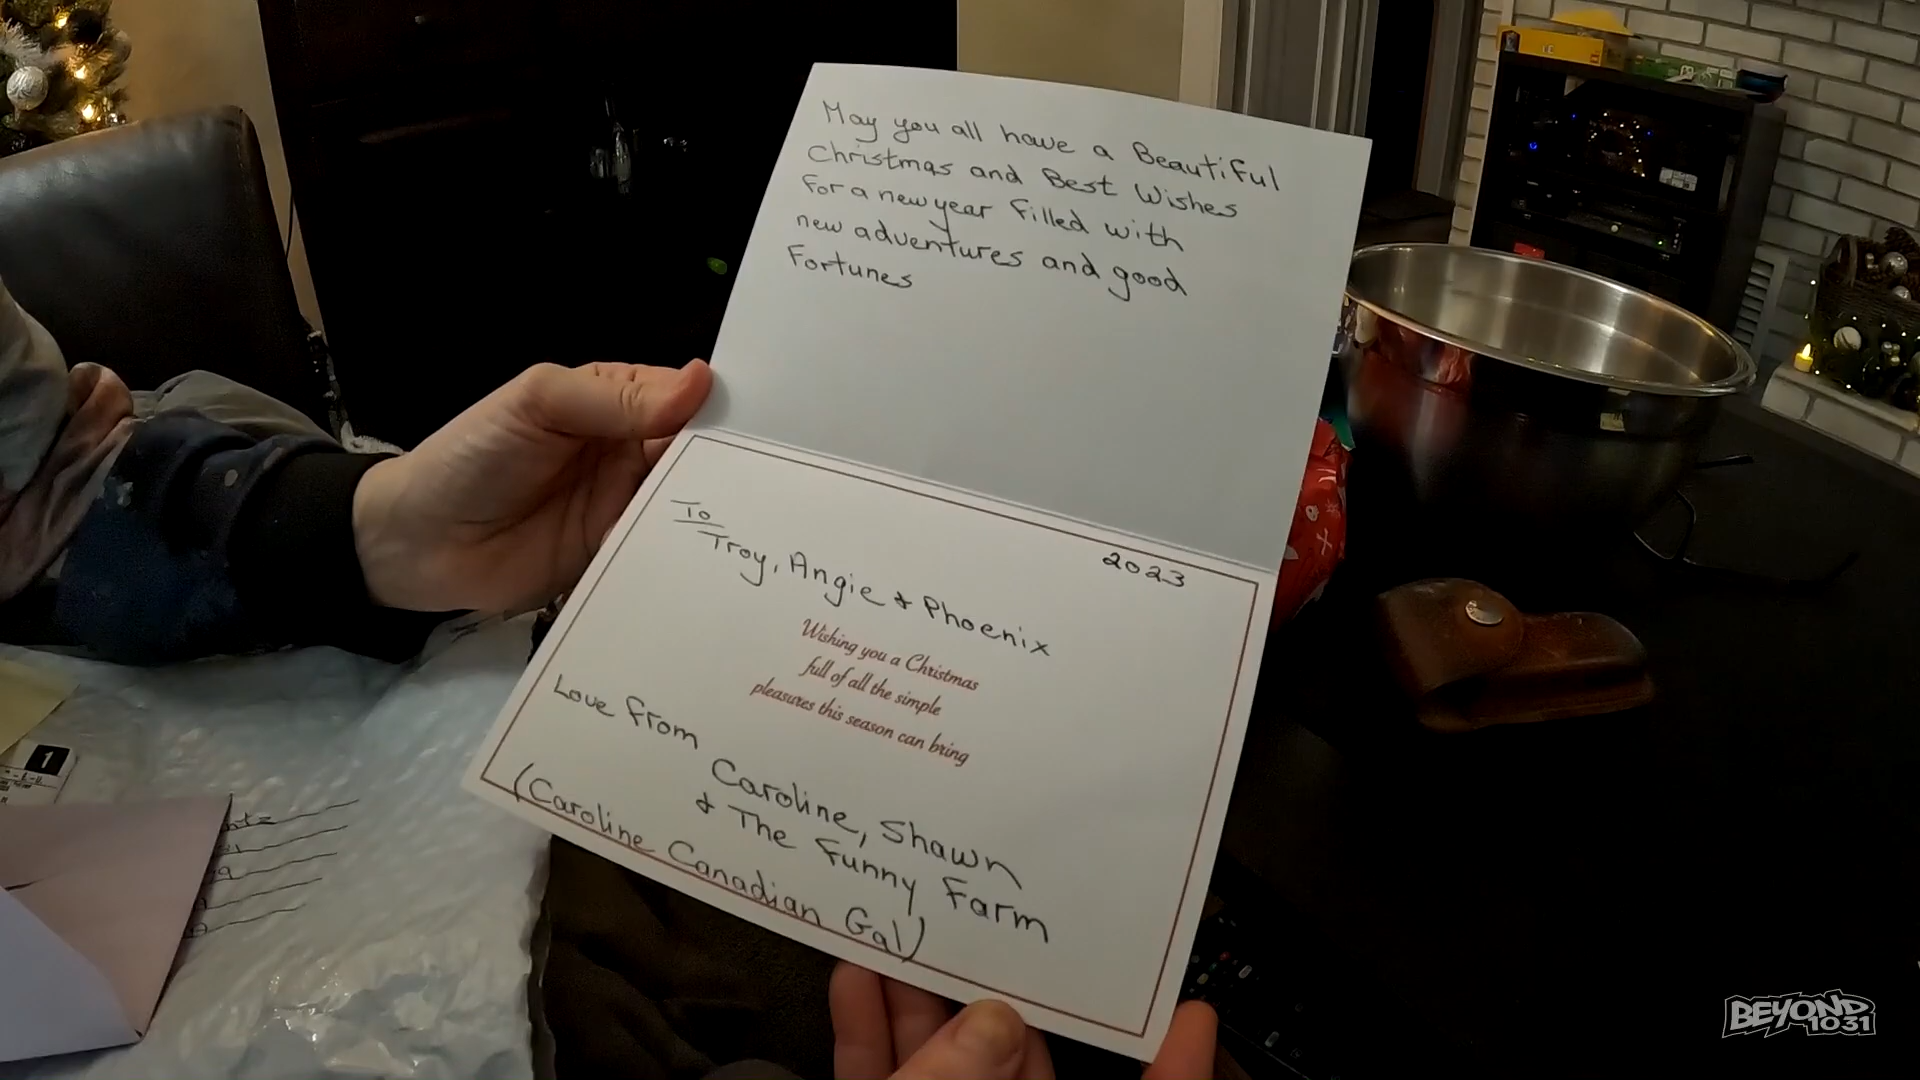 May you all have a Beautiful
Christmas and Best Wishes
For a new year filled with
new adventures and good
Fortunes
To
Troy, Angie & Phoenix
2023
Wishing you a Christmas
full of all the simple
pleasures this season can bring
Love From
Caroline, Shawn
& The Funny Farm
(Caroline Canadian Gal)
1
BEYOND
1031